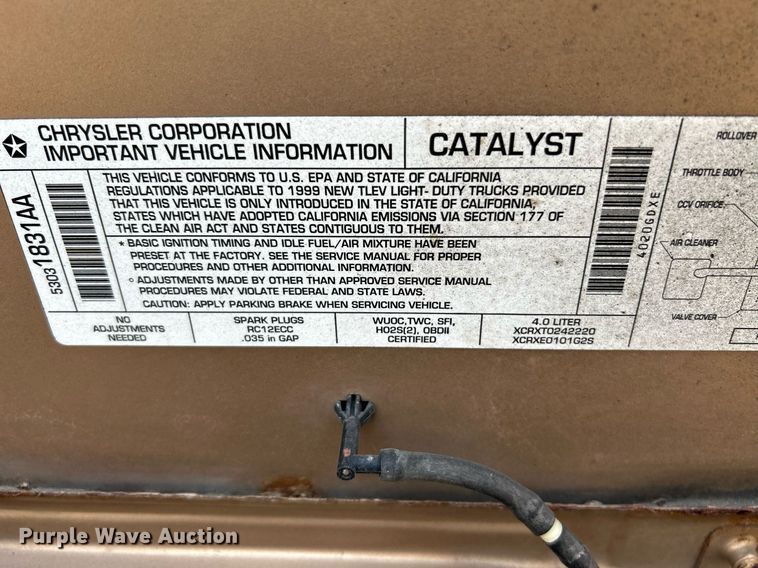 CHRYSLER CORPORATION
IMPORTANT VEHICLE INFORMATION
CATALYST
53031831AA
THIS VEHICLE CONFORMS TO U.S. EPA AND STATE OF CALIFORNIA
REGULATIONS APPLICABLE TO 1999 NEW TLEV LIGHT- DUTY TRUCKS PROVIDED
THAT THIS VEHICLE IS ONLY INTRODUCED IN THE STATE OF CALIFORNIA,
STATES WHICH HAVE ADOPTED CALIFORNIA EMISSIONS VIA SECTION 177 OF
THE CLEAN AIR ACT AND STATES CONTIGUOUS TO THEM.
* BASIC IGNITION TIMING AND IDLE FUEL/AIR MIXTURE HAVE BEEN
PRESET AT THE FACTORY. SEE THE SERVICE MANUAL FOR PROPER
PROCEDURES AND OTHER ADDITIONAL INFORMATION.
° ADJUSTMENTS MADE BY OTHER THAN APPROVED SERVICE MANUAL
PROCEDURES MAY VIOLATE FEDERAL AND STATE LAWS.
CAUTION: APPLY PARKING BRAKE WHEN SERVICING VEHICLE.
NO
ADJUSTMENTS
NEEDED
SPARK PLUGS
RC12ECC
.035 in GAP
WUOC,TWC, SFI,
HO2S(2), OBDII
CERTIFIED
4.0 LITER
XCRXT0242220
XCRXE0101G2S
4020GDXE
ROLLOVER
THROTTLE BODY
CCV ORIFICE
AIR CLEANER
VALVE COVER
Purple Wave Auction